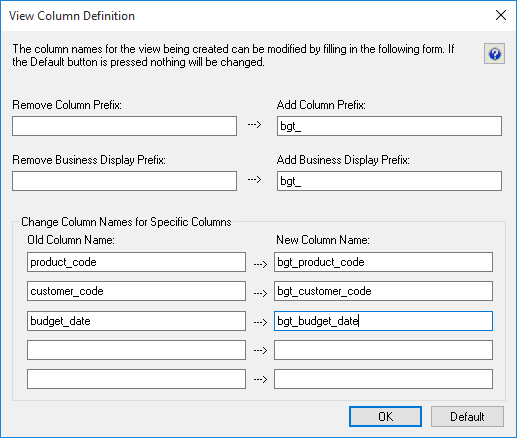 View Column Definition
The column names for the view being created can be modified by filling in the following form. If
the Default button is pressed nothing will be changed.
Remove Column Prefix: Add Column Prefix:
---> bgt_
Remove Business Display Prefix: Add Business Display Prefix:
---> bgt_
Change Column Names for Specific Columns
Old Column Name: New Column Name:
product_code ---> bgt_product_code
customer_code ---> bgt_customer_code
budget_date ---> bgt_budget_date
--->
--->
OK Default